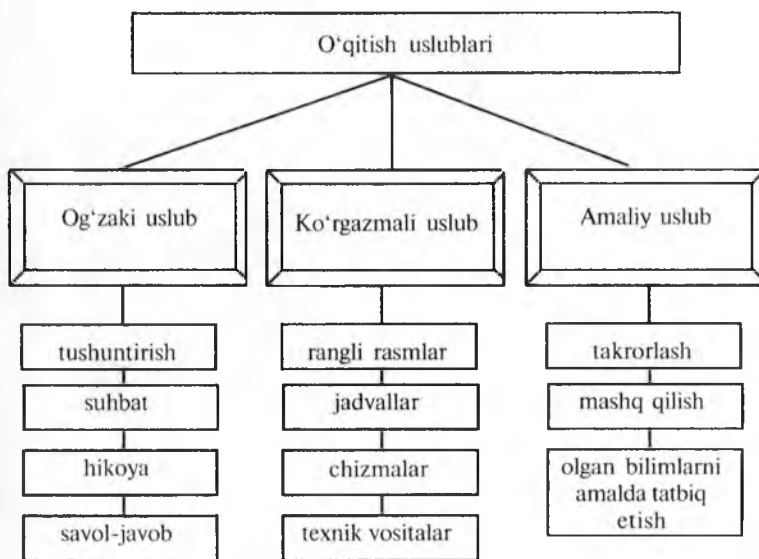 O‘qitish uslublari
Og‘zaki uslub
Ko‘rgazmali uslub
Amaliy uslub
tushuntirish
rangli rasmlar
takrorlash
suhbat
jadvallar
mashq qilish
hikoya
chizmalar
olgan bilimlarni
amalda tatbiq
etish
savol-javob
texnik vositalar